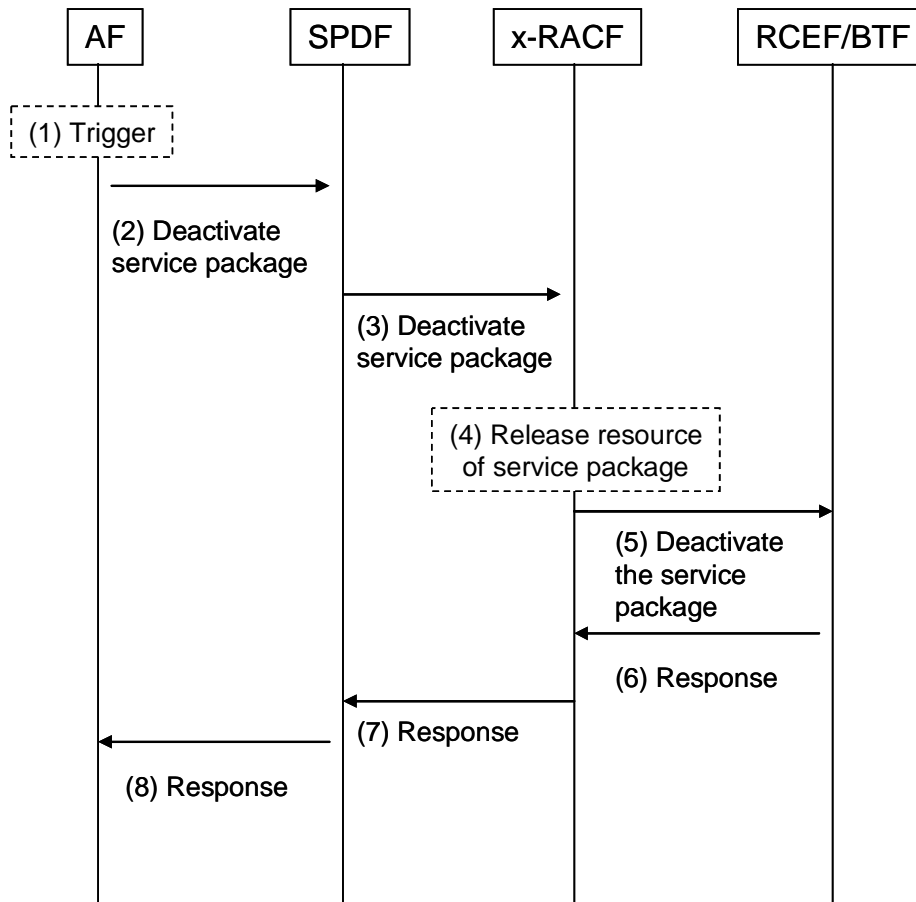 AF
SPDF
x-RACF
RCEF/BTF
(1) Trigger
(2) Deactivate
service package
(3) Deactivate
service package
(4) Release resource
of service package
(5) Deactivate
the service
package
(6) Response
(7) Response
(8) Response